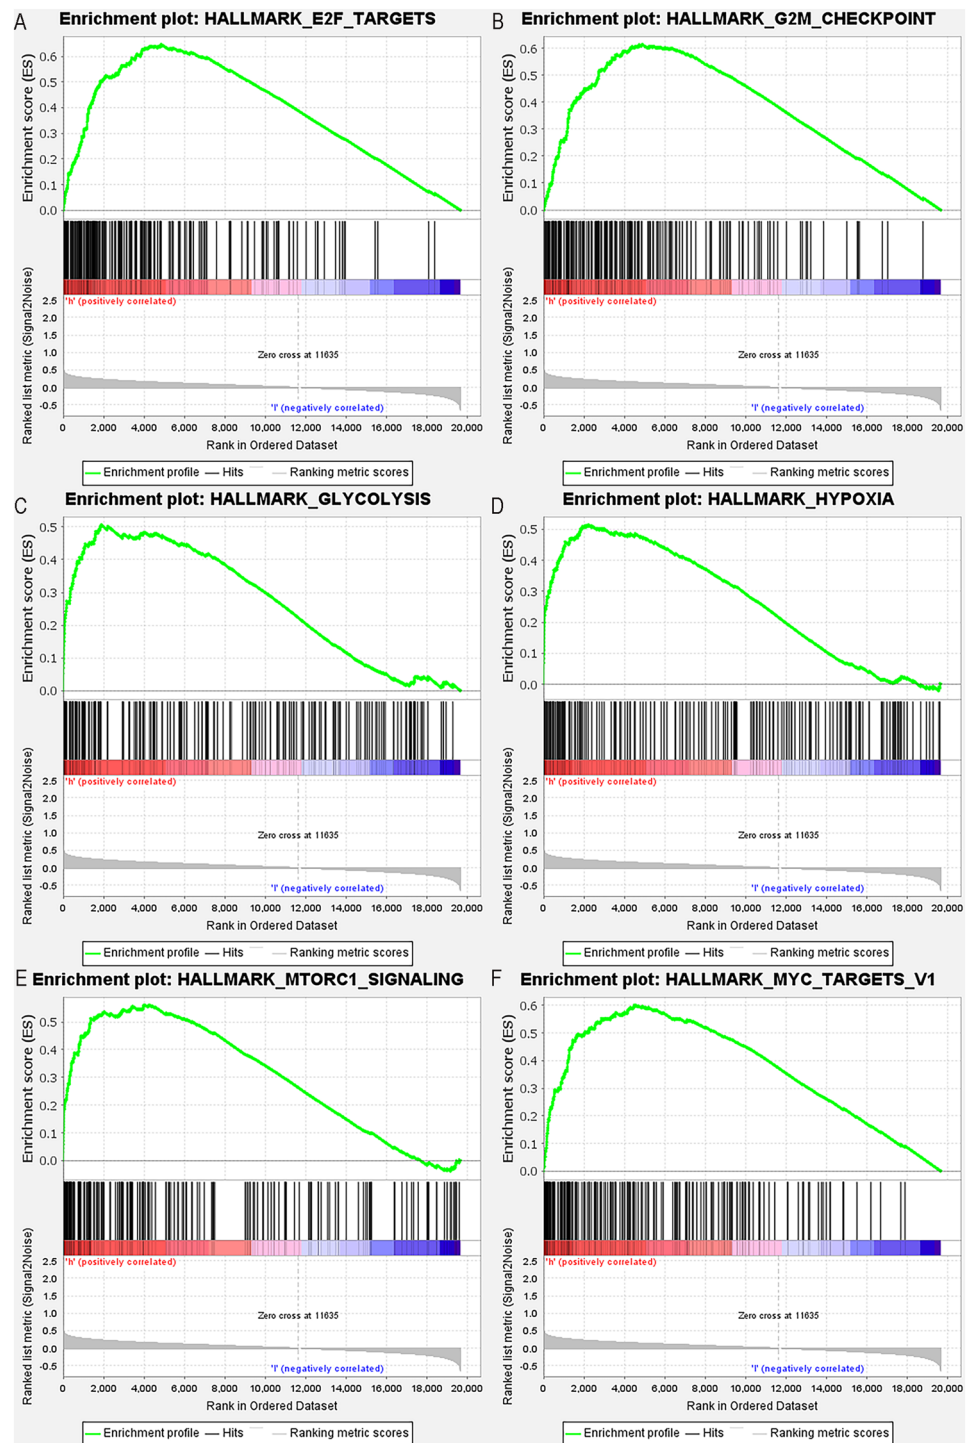 A Enrichment plot: HALLMARK_E2F_TARGETS
Enrichment score (ES)
0.6
0.5
0.4
0.3
0.2
0.1
0.0
Ranked list metric (Signal2Noise)
'h' (positively correlated)
2.5
2.0
1.5
1.0
0.5
0.0
-0.5
Zero cross at 11635
'l' (negatively correlated)
0 2,000 4,000 6,000 8,000 10,000 12,000 14,000 16,000 18,000 20,000
Rank in Ordered Dataset
Enrichment profile Hits Ranking metric scores
B Enrichment plot: HALLMARK_G2M_CHECKPOINT
Enrichment score (ES)
0.6
0.5
0.4
0.3
0.2
0.1
0.0
Ranked list metric (Signal2Noise)
'h' (positively correlated)
2.5
2.0
1.5
1.0
0.5
0.0
-0.5
Zero cross at 11635
'l' (negatively correlated)
0 2,000 4,000 6,000 8,000 10,000 12,000 14,000 16,000 18,000 20,000
Rank in Ordered Dataset
Enrichment profile Hits Ranking metric scores
C Enrichment plot: HALLMARK_GLYCOLYSIS
Enrichment score (ES)
0.5
0.4
0.3
0.2
0.1
0.0
Ranked list metric (Signal2Noise)
'h' (positively correlated)
2.5
2.0
1.5
1.0
0.5
0.0
-0.5
Zero cross at 11635
'l' (negatively correlated)
0 2,000 4,000 6,000 8,000 10,000 12,000 14,000 16,000 18,000 20,000
Rank in Ordered Dataset
Enrichment profile Hits Ranking metric scores
D Enrichment plot: HALLMARK_HYPOXIA
Enrichment score (ES)
0.5
0.4
0.3
0.2
0.1
0.0
Ranked list metric (Signal2Noise)
'h' (positively correlated)
2.5
2.0
1.5
1.0
0.5
0.0
-0.5
Zero cross at 11635
'l' (negatively correlated)
0 2,000 4,000 6,000 8,000 10,000 12,000 14,000 16,000 18,000 20,000
Rank in Ordered Dataset
Enrichment profile Hits Ranking metric scores
E Enrichment plot: HALLMARK_MTORC1_SIGNALING
Enrichment score (ES)
0.5
0.4
0.3
0.2
0.1
0.0
Ranked list metric (Signal2Noise)
'h' (positively correlated)
2.5
2.0
1.5
1.0
0.5
0.0
-0.5
Zero cross at 11635
'l' (negatively correlated)
0 2,000 4,000 6,000 8,000 10,000 12,000 14,000 16,000 18,000 20,000
Rank in Ordered Dataset
Enrichment profile Hits Ranking metric scores
F Enrichment plot: HALLMARK_MYC_TARGETS_V1
Enrichment score (ES)
0.6
0.5
0.4
0.3
0.2
0.1
0.0
Ranked list metric (Signal2Noise)
'h' (positively correlated)
2.5
2.0
1.5
1.0
0.5
0.0
-0.5
Zero cross at 11635
'l' (negatively correlated)
0 2,000 4,000 6,000 8,000 10,000 12,000 14,000 16,000 18,000 20,000
Rank in Ordered Dataset
Enrichment profile Hits Ranking metric scores